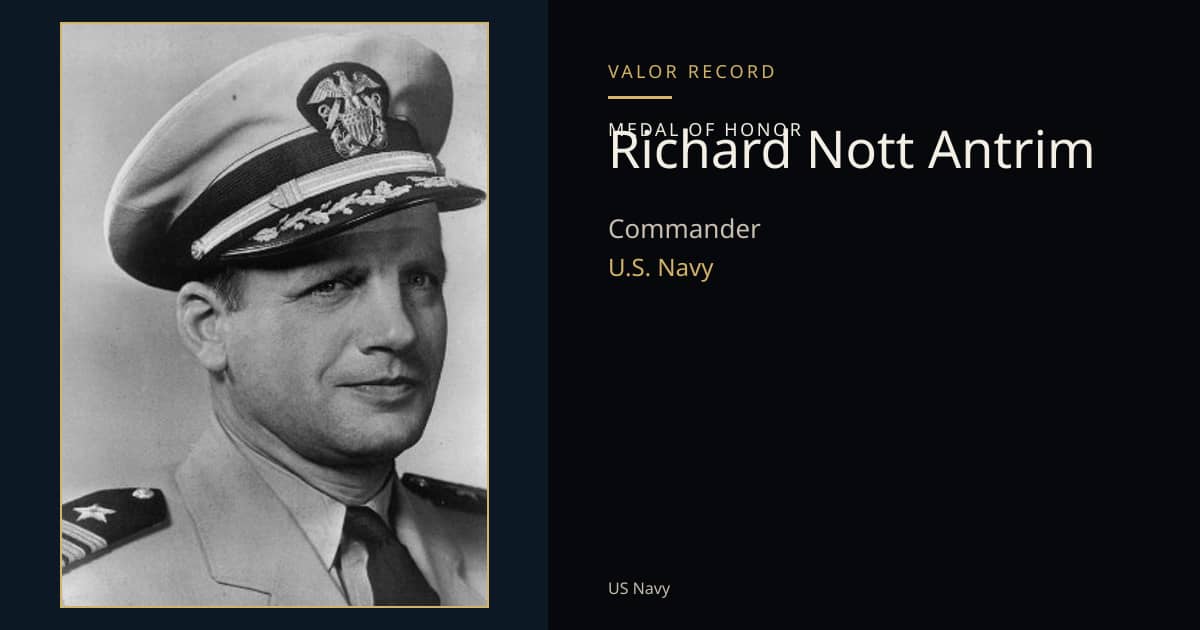 VALOR RECORD
MEDAL OF HONOR
Richard Nott Antrim
Commander
U.S. Navy
US Navy